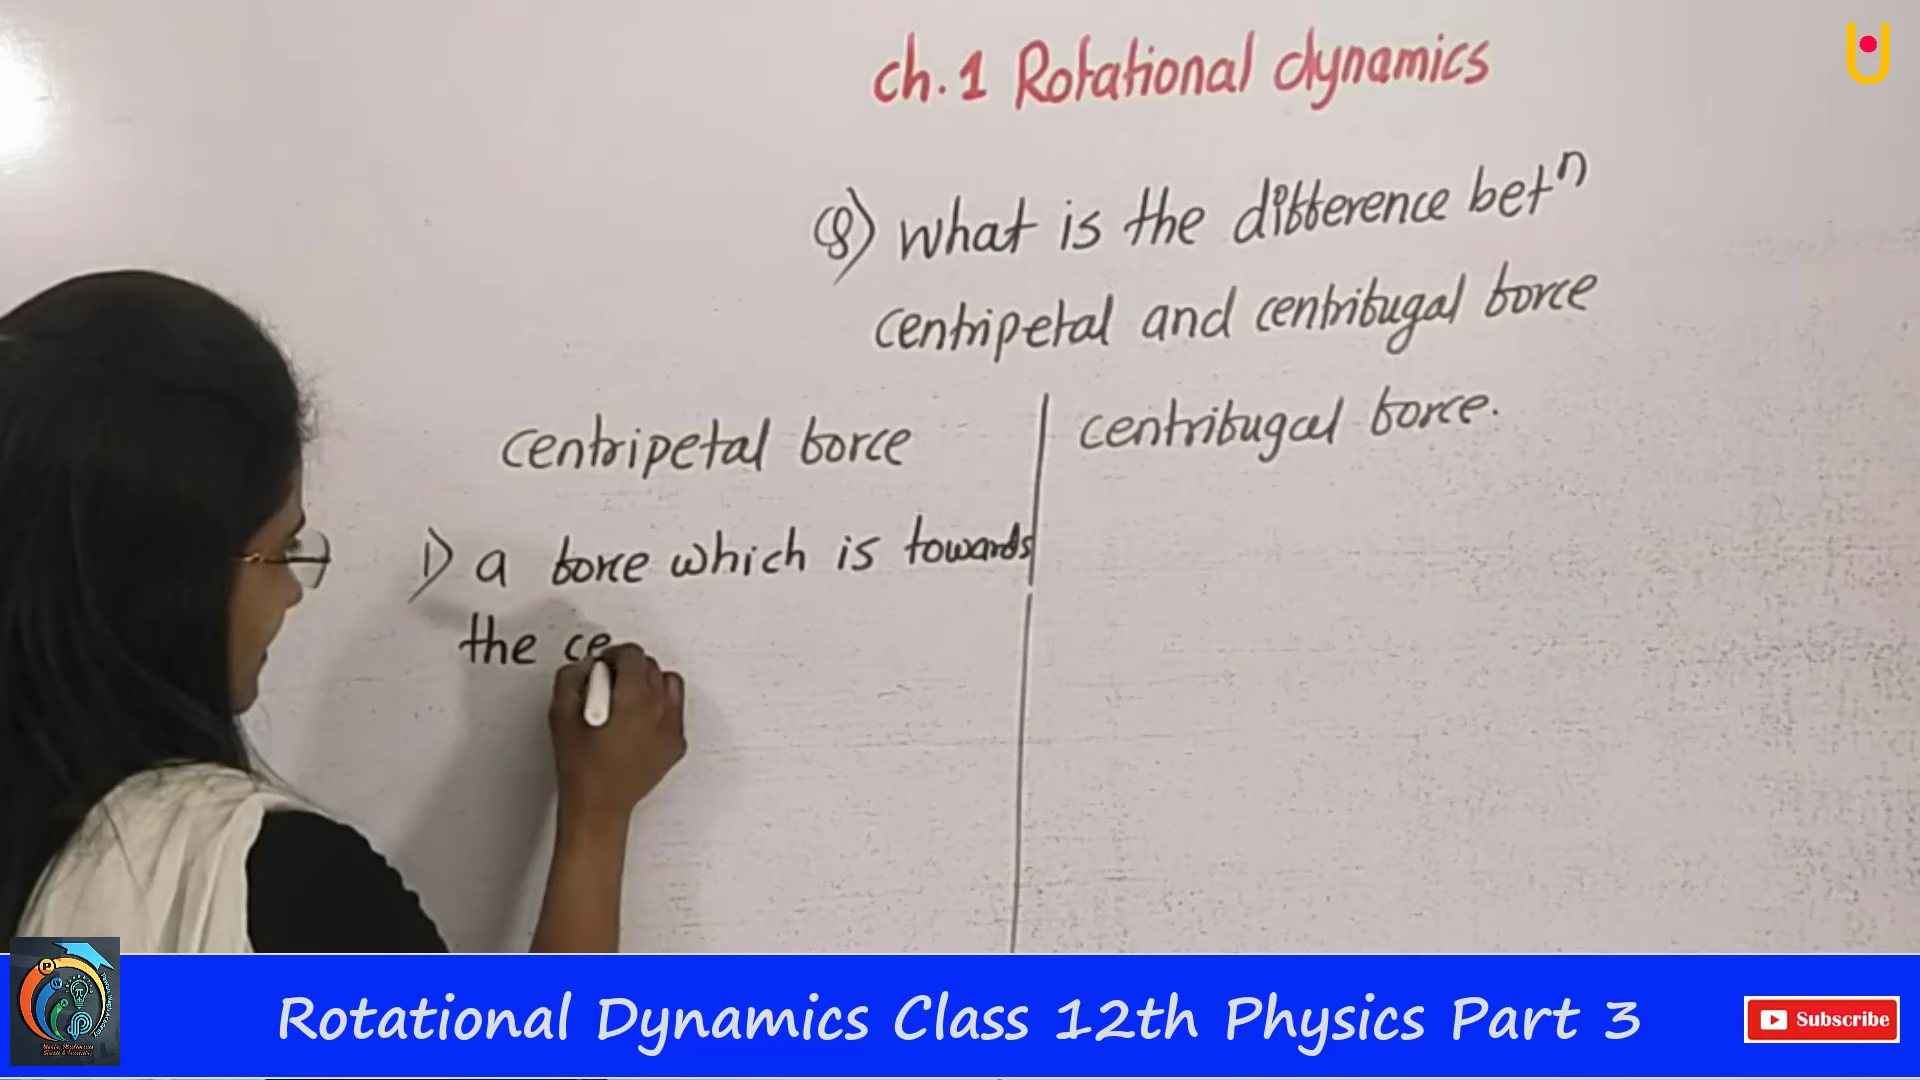 ch.1 Rotational dynamics
Q) what is the difference betn
centripetal and centrifugal force
centripetal force
centrifugal force.
1) a force which is towards
the ce
Rotational Dynamics Class 12th Physics Part 3
Subscribe